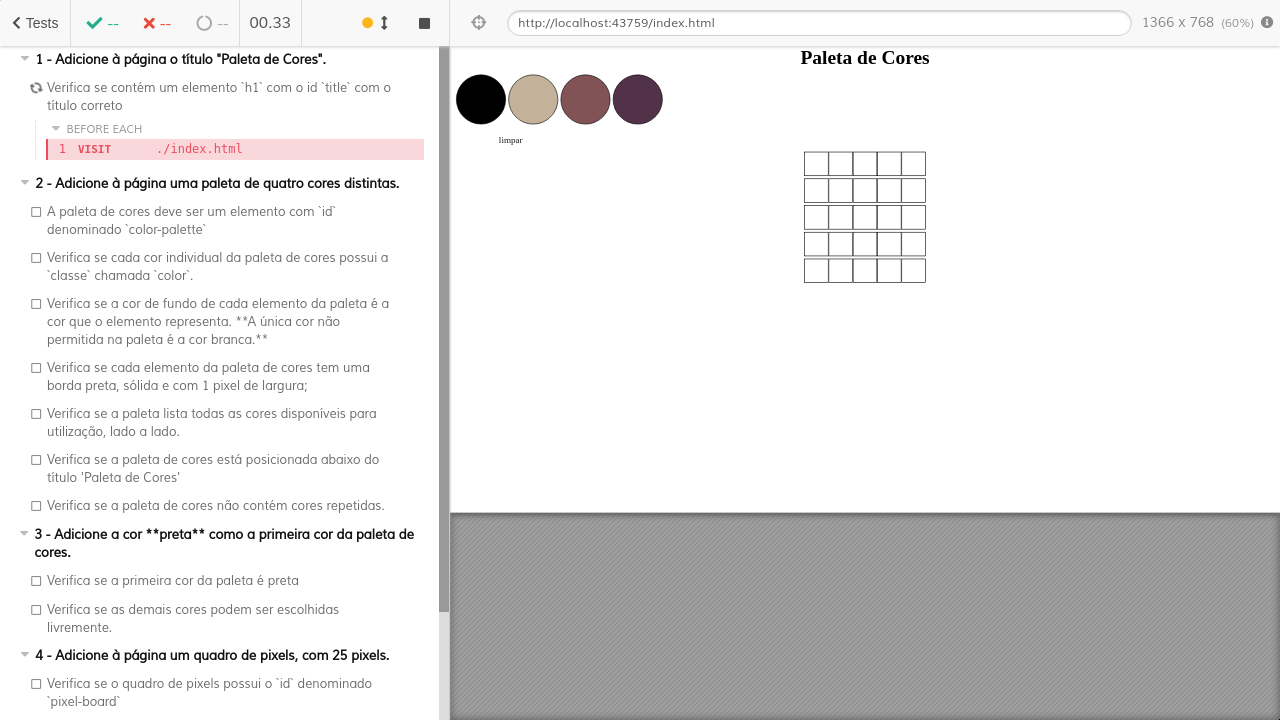 Tests
--
--
--
00.33
http://localhost:43759/index.html
1366 x 768 (60%)
1 - Adicione à página o título "Paleta de Cores".
Verifica se contém um elemento `h1` com o id `title` com o
título correto
BEFORE EACH
1 VISIT ./index.html
2 - Adicione à página uma paleta de quatro cores distintas.
A paleta de cores deve ser um elemento com `id`
denominado `color-palette`
Verifica se cada cor individual da paleta de cores possui a
`classe` chamada `color`.
Verifica se a cor de fundo de cada elemento da paleta é a
cor que o elemento representa. **A única cor não
permitida na paleta é a cor branca.**
Verifica se cada elemento da paleta de cores tem uma
borda preta, sólida e com 1 pixel de largura;
Verifica se a paleta lista todas as cores disponíveis para
utilização, lado a lado.
Verifica se a paleta de cores está posicionada abaixo do
título 'Paleta de Cores'
Verifica se a paleta de cores não contém cores repetidas.
3 - Adicione a cor **preta** como a primeira cor da paleta de
cores.
Verifica se a primeira cor da paleta é preta
Verifica se as demais cores podem ser escolhidas
livremente.
4 - Adicione à página um quadro de pixels, com 25 pixels.
Verifica se o quadro de pixels possui o `id` denominado
`pixel-board`
Paleta de Cores
limpar